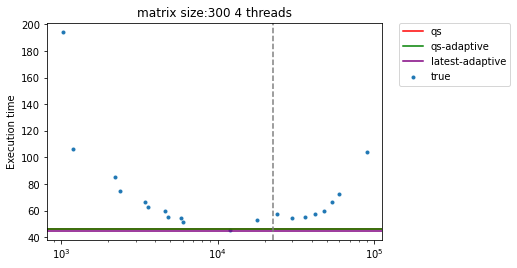 matrix size:300 4 threads
Execution time
200
180
160
140
120
100
80
60
40
10³
10⁴
10⁵
qs
qs-adaptive
latest-adaptive
true